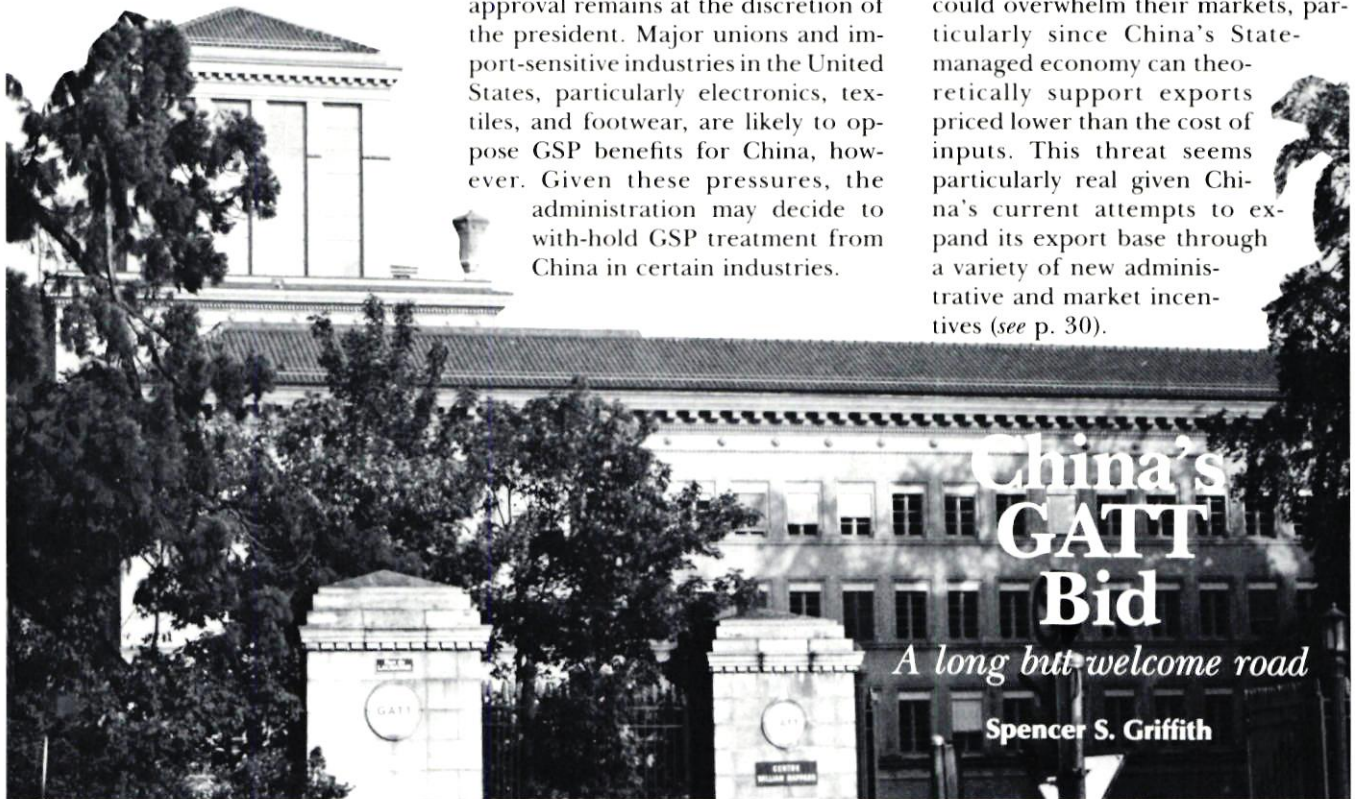 approval remains at the discretion of
the president. Major unions and im-
port-sensitive industries in the United
States, particularly electronics, tex-
tiles, and footwear, are likely to op-
pose GSP benefits for China, how-
ever. Given these pressures, the
administration may decide to
with-hold GSP treatment from
China in certain industries.
could overwhelm their markets, par-
ticularly since China's State-
managed economy can theo-
retically support exports
priced lower than the cost of
inputs. This threat seems
particularly real given Chi-
na's current attempts to ex-
pand its export base through
a variety of new adminis-
trative and market incen-
tives (see p. 30).
China's
GATT
Bid
A long but welcome road
Spencer S. Griffith
GATT
GATT
CENTRE
WILLIAM RAPPARD